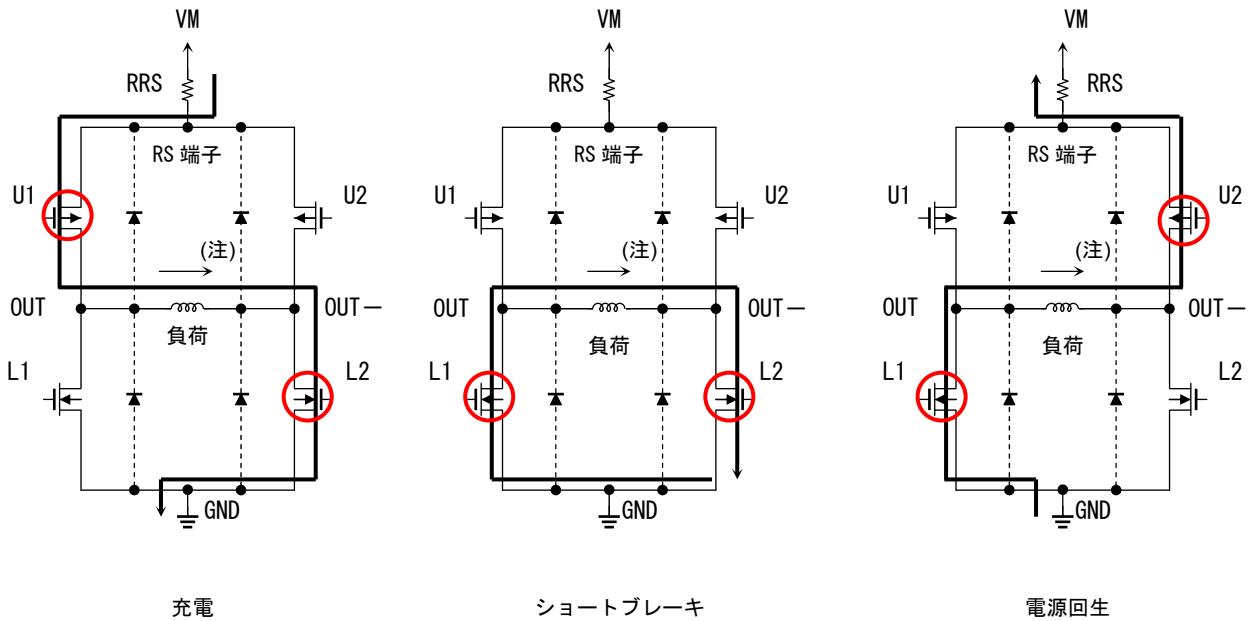 VM
RRS
RS 端子
U1
U2
(注)
OUT
OUT－
負荷
L1
L2
GND
充電
VM
RRS
RS 端子
U1
U2
(注)
OUT
OUT－
負荷
L1
L2
GND
ショートブレーキ
VM
RRS
RS 端子
U1
U2
(注)
OUT
OUT－
負荷
L1
L2
GND
電源回生